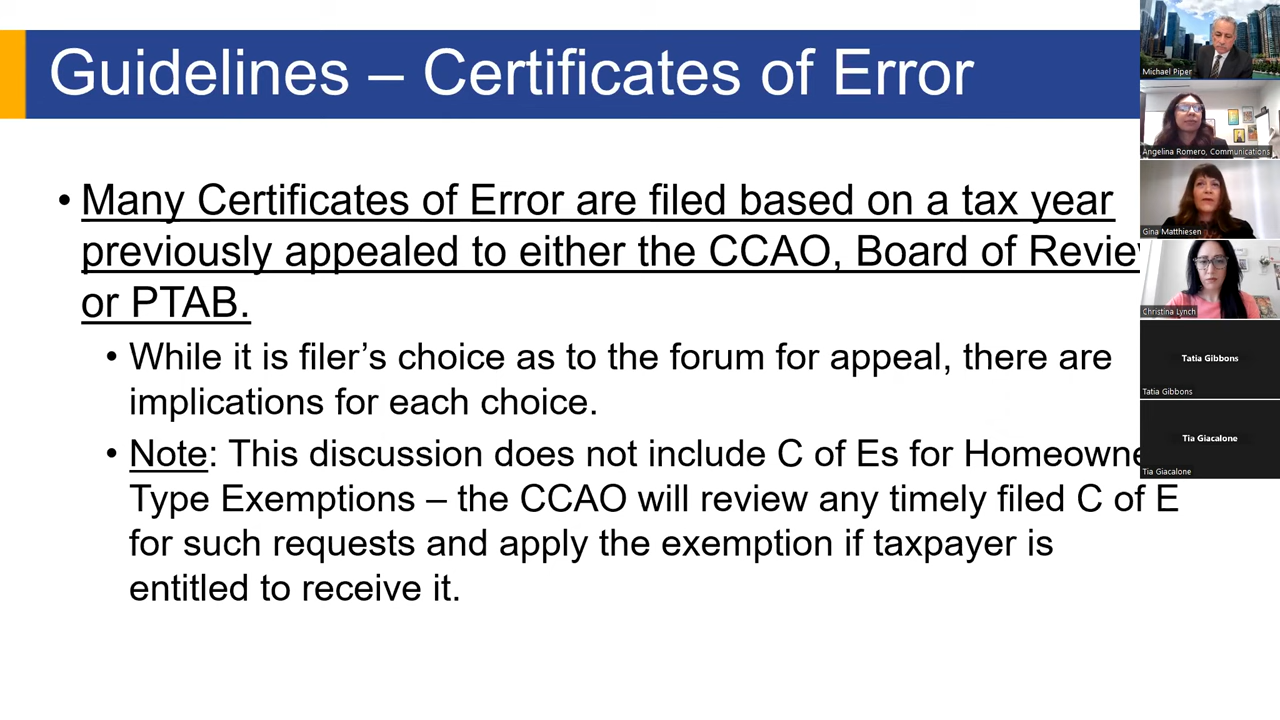 Guidelines – Certificates of Error
• Many Certificates of Error are filed based on a tax year
previously appealed to either the CCAO, Board of Review
or PTAB.
• While it is filer’s choice as to the forum for appeal, there are
implications for each choice.
• Note: This discussion does not include C of Es for Homeowne
Type Exemptions – the CCAO will review any timely filed C of E
for such requests and apply the exemption if taxpayer is
entitled to receive it.
Michael Piper
Angelina Romero, Communications
Gina Matthiesen
Christina Lynch
Tatia Gibbons
Tatia Gibbons
Tia Giacalone
Tia Giacalone